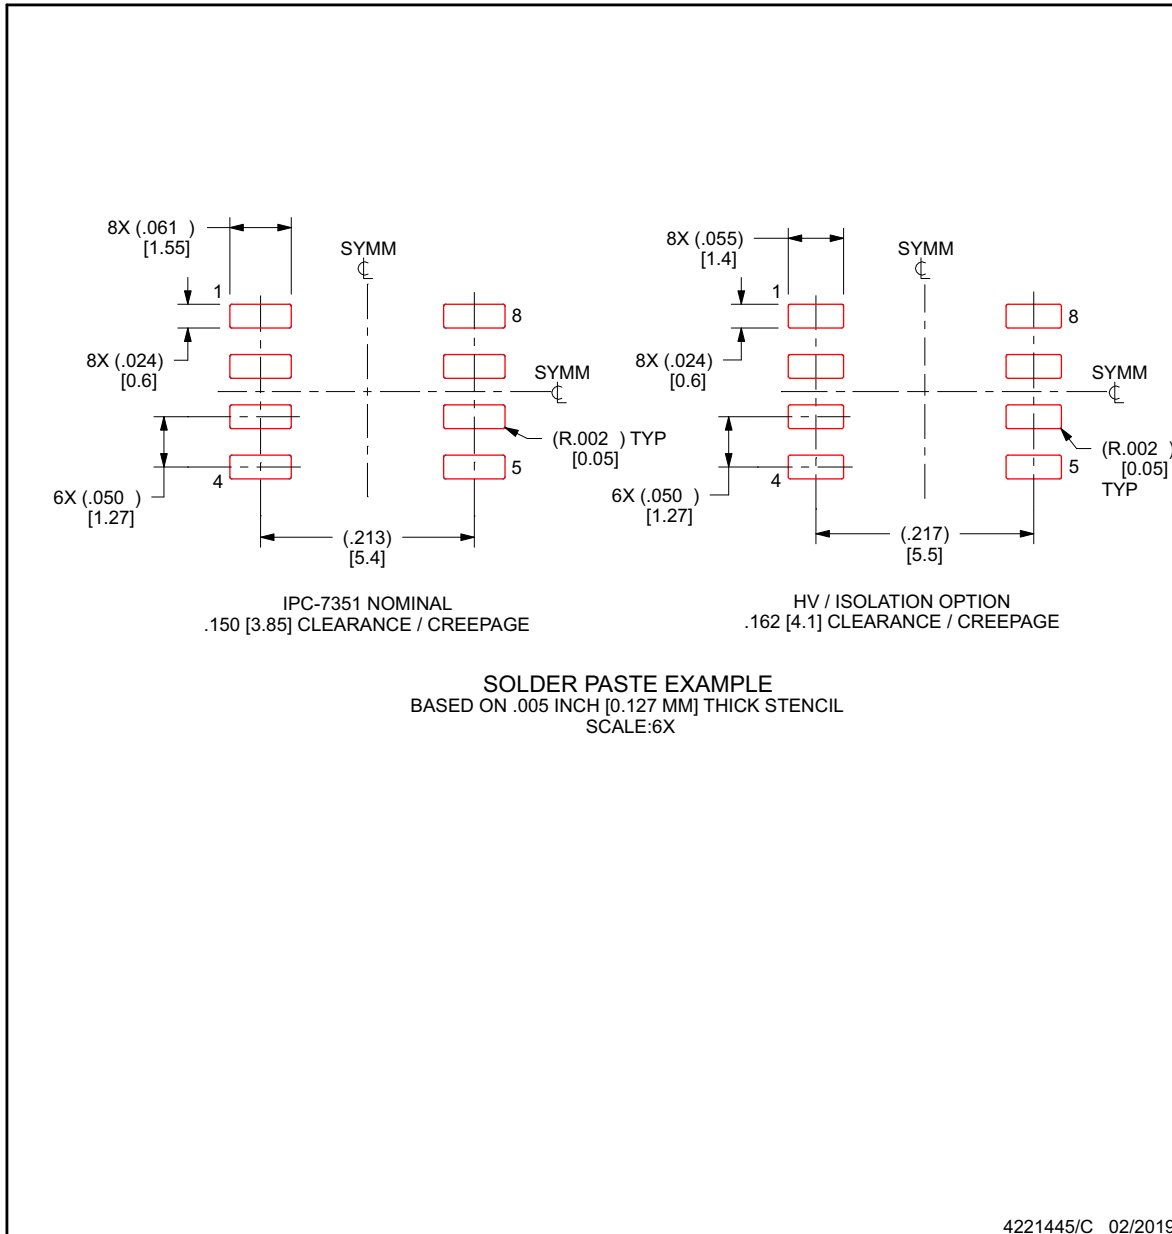 8X (.061 )
[1.55]
SYMM
1
8
8X (.024)
[0.6]
SYMM
(R.002 ) TYP
[0.05]
4
5
6X (.050 )
[1.27]
(.213)
[5.4]
IPC-7351 NOMINAL
.150 [3.85] CLEARANCE / CREEPAGE
8X (.055)
[1.4]
SYMM
1
8
8X (.024)
[0.6]
SYMM
(R.002 )
[0.05]
TYP
4
5
6X (.050 )
[1.27]
(.217)
[5.5]
HV / ISOLATION OPTION
.162 [4.1] CLEARANCE / CREEPAGE
SOLDER PASTE EXAMPLE
BASED ON .005 INCH [0.127 MM] THICK STENCIL
SCALE:6X
4221445/C 02/2019